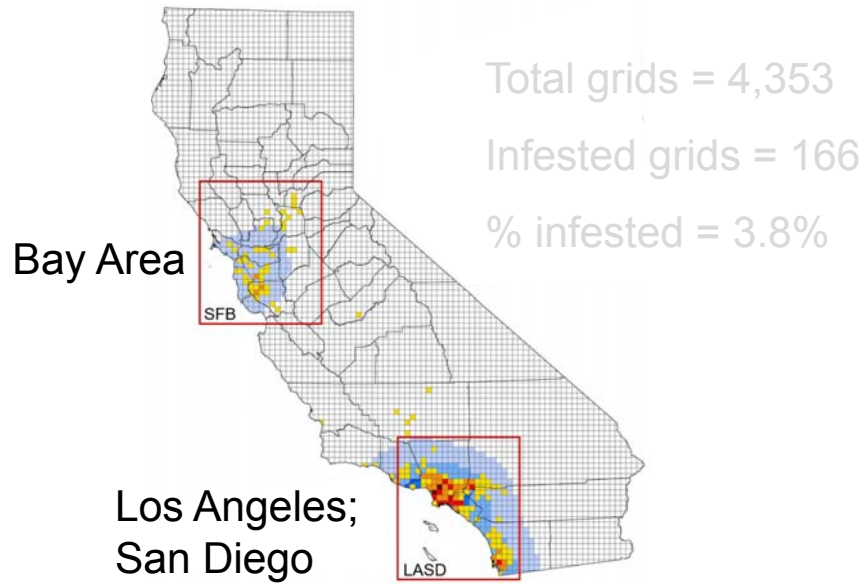 Total grids = 4,353
Infested grids = 166
% infested = 3.8%
Bay Area
SFB
Los Angeles;
San Diego
LASD